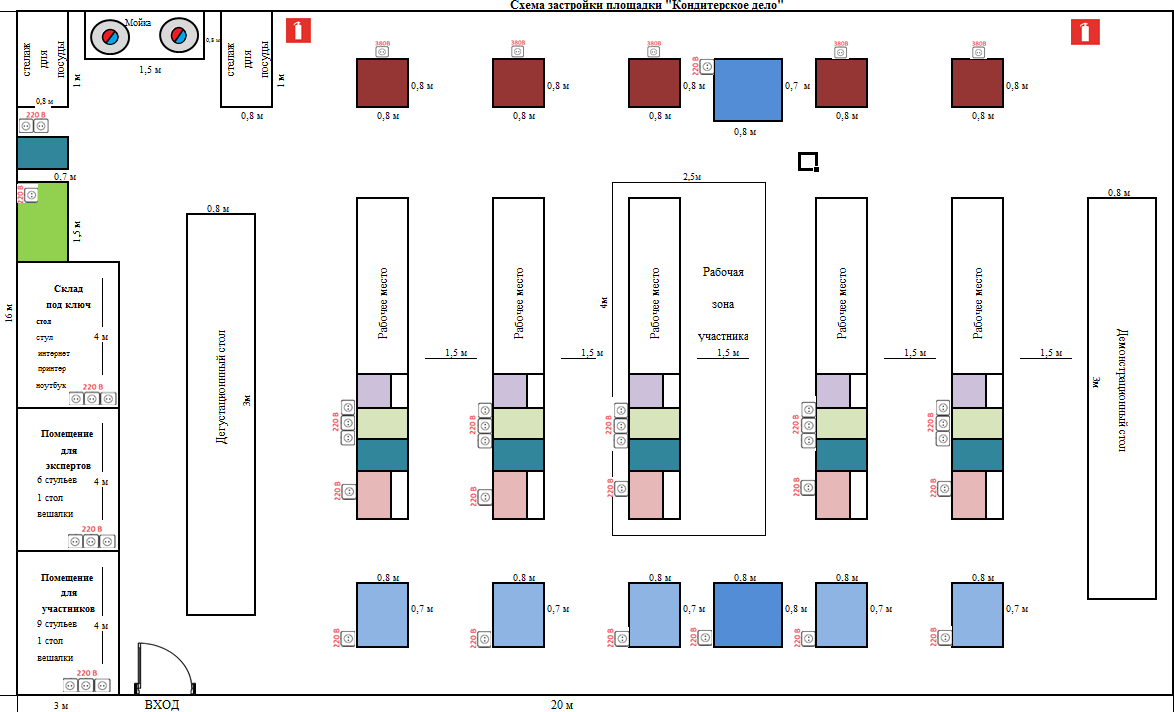 Схема застройки площадки "Кондитерское дело"
стелаж
для
посуды
1 м
0,8 м
Мойка
0,8 м
1,5 м
стелаж
для
посуды
1 м
0,8 м
380В
0,8 м
0,8 м
380В
0,8 м
0,8 м
380В
0,8 м
0,8 м
220 В
0,7 м
0,8 м
380В
0,8 м
0,8 м
380В
0,8 м
0,8 м
220 В
0,7 м
220 В
1,5 м
16 м
Склад
под ключ
стол
стул
4 м
интернет
принтер
ноутбук
220 В
Помещение
для
экспертов
6 стульев
4 м
1 стол
вешалки
220 В
Помещение
для
участников
9 стульев
4 м
1 стол
вешалки
220 В
0,8 м
Дегустационный стол
3м
Рабочее место
220 В
220 В
1,5 м
Рабочее место
220 В
220 В
1,5 м
2,5м
4м
Рабочее место
Рабочая
зона
участника
1,5 м
220 В
220 В
Рабочее место
220 В
220 В
1,5 м
Рабочее место
220 В
220 В
1,5 м
0,8 м
Демонстрационный стол
3м
0,8 м
0,7 м
220 В
0,8 м
0,7 м
220 В
0,8 м
0,7 м
220 В
0,8 м
0,8 м
220 В
0,8 м
0,7 м
220 В
0,8 м
0,7 м
220 В
3 м
ВХОД
20 м